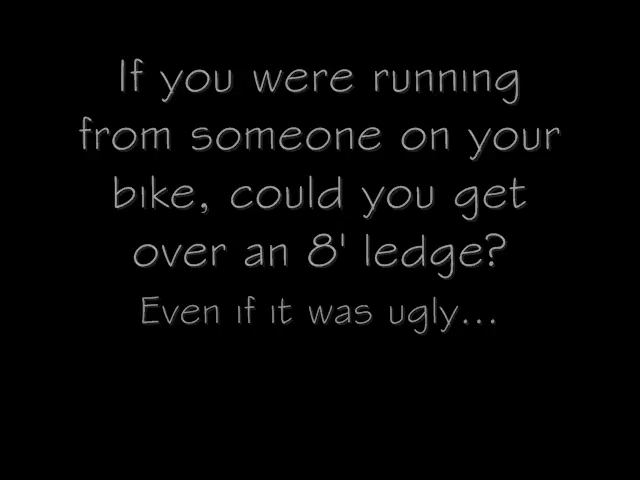 If you were running
from someone on your
bike, could you get
over an 8' ledge?
Even if it was ugly...